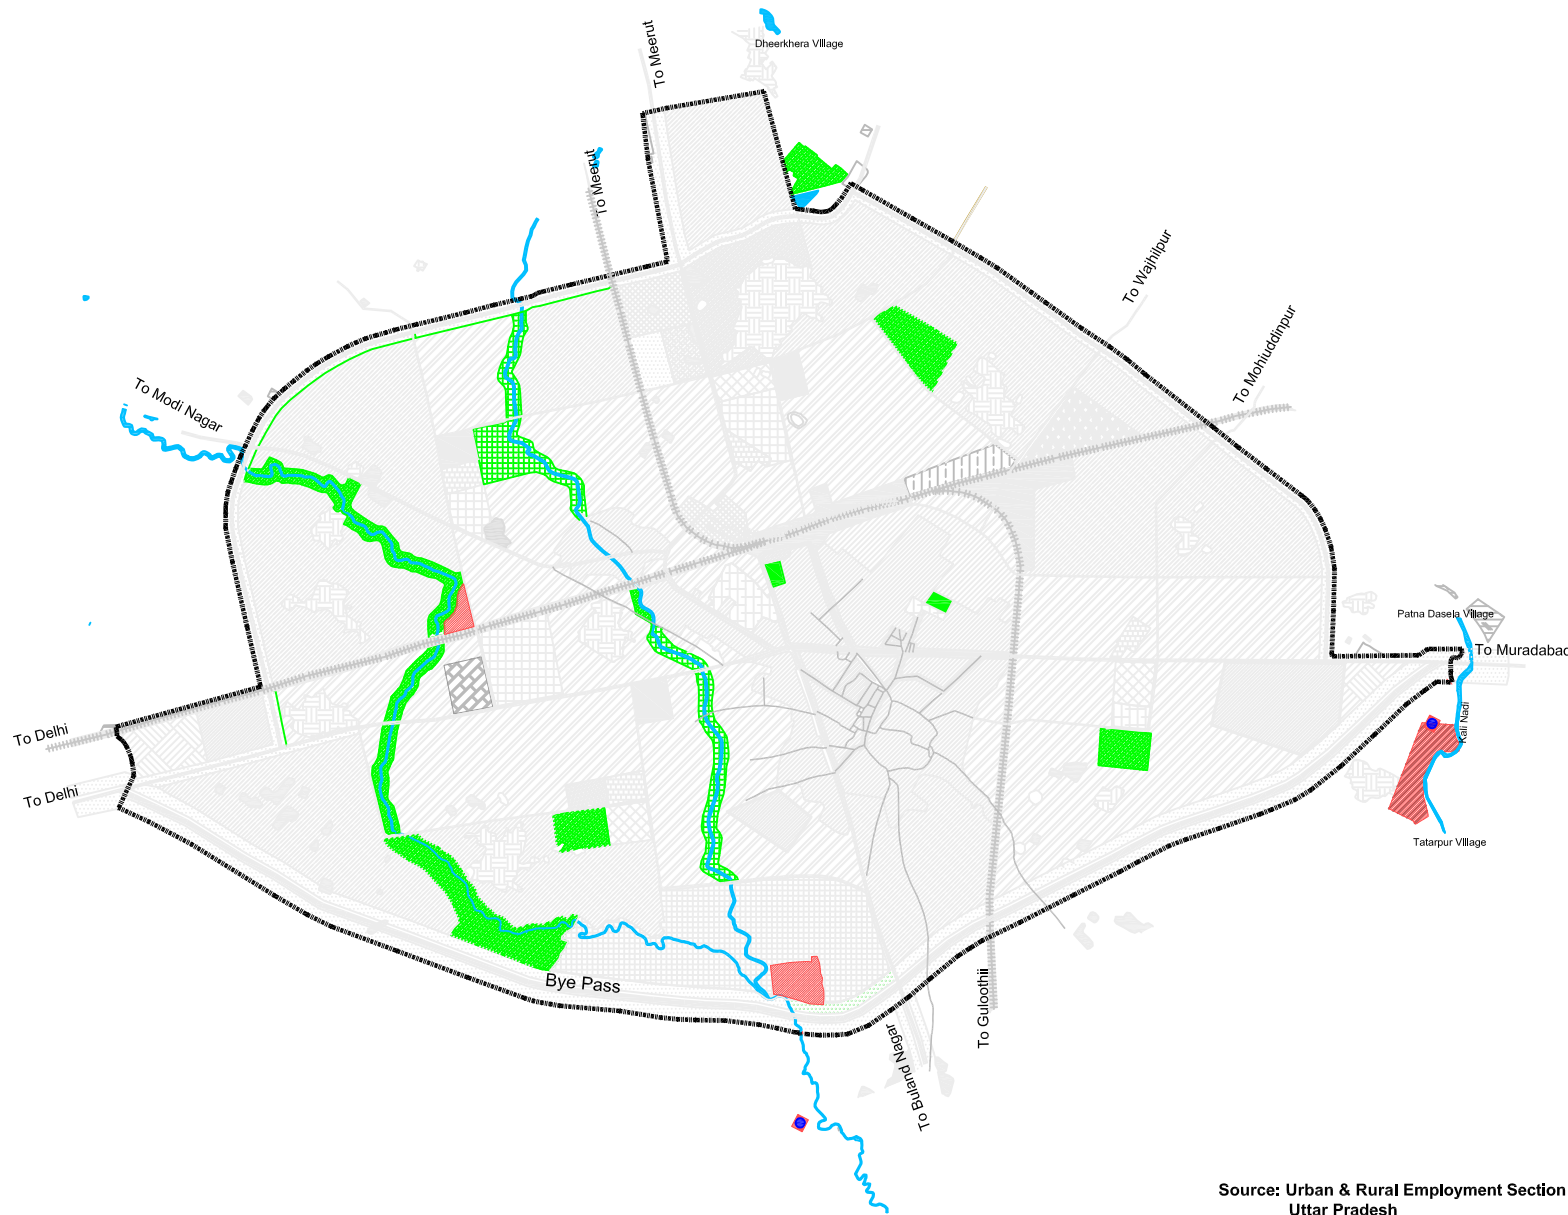 To Meerut
Dheerkhera VIllage
To Meerut
To Wajhilpur
To Mohiuddinpur
To Modi Nagar
Patna Dasela Village
To Muradabad
To Delhi
Kali Nadi
To Delhi
Tatarpur VIllage
Bye Pass
To Guloothii
To Buland Nagar
Source: Urban & Rural Employment Section
Uttar Pradesh